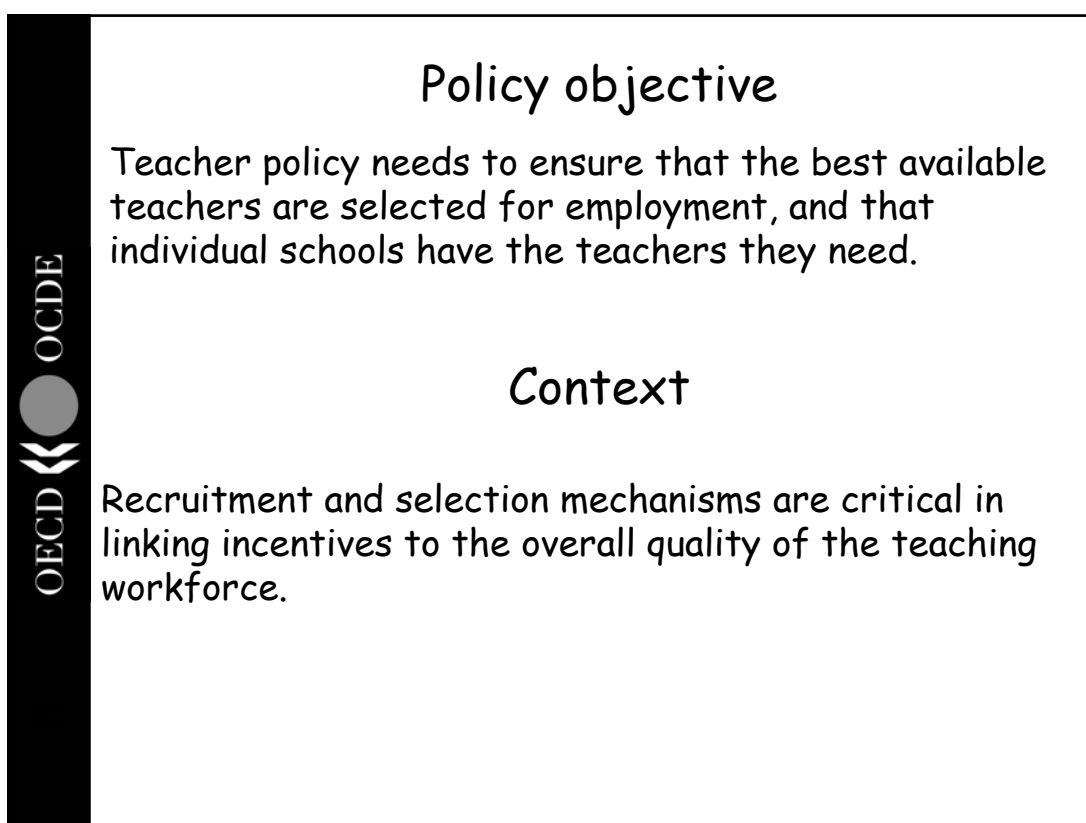 Policy objective
Teacher policy needs to ensure that the best available
teachers are selected for employment, and that
individual schools have the teachers they need.
Context
Recruitment and selection mechanisms are critical in
linking incentives to the overall quality of the teaching
workforce.
OECD OCDE